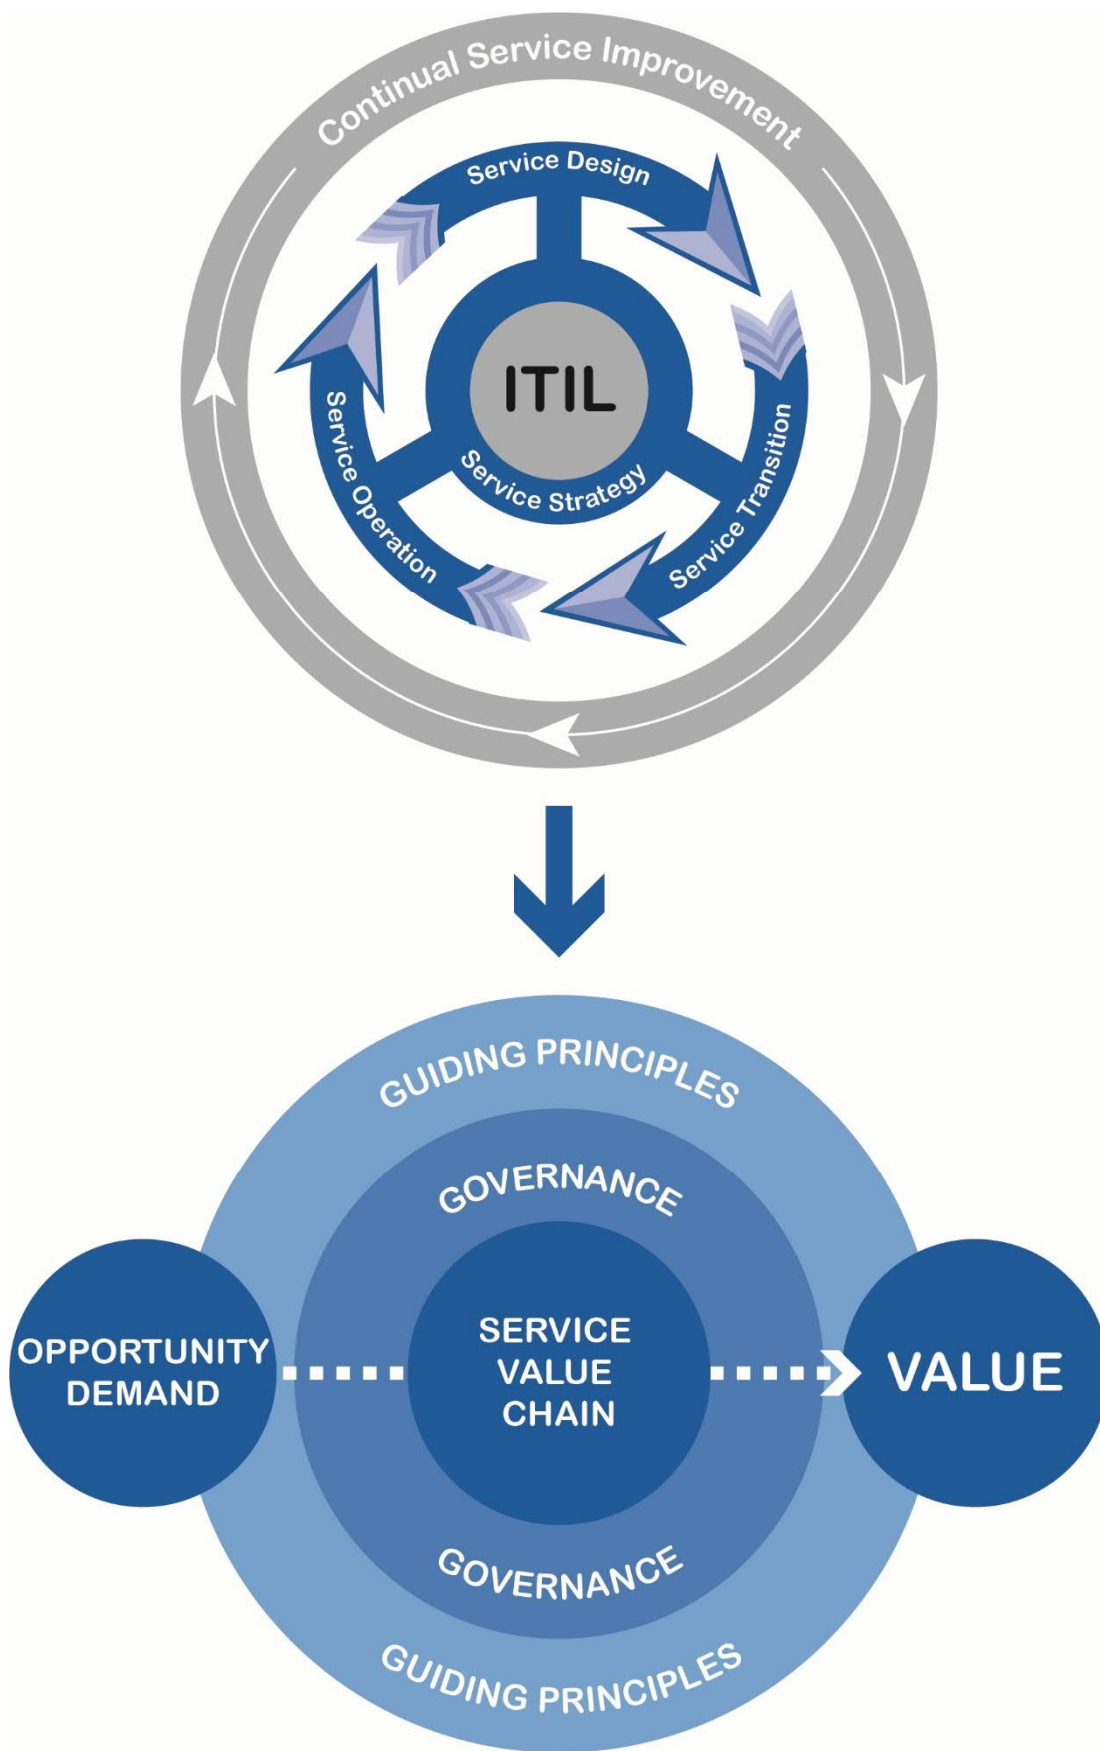 Continual Service Improvement
Service Design
ITIL
Service Strategy
Service Operation
Service Transition
GUIDING PRINCIPLES
GOVERNANCE
OPPORTUNITY
DEMAND
SERVICE
VALUE
CHAIN
VALUE
GOVERNANCE
GUIDING PRINCIPLES